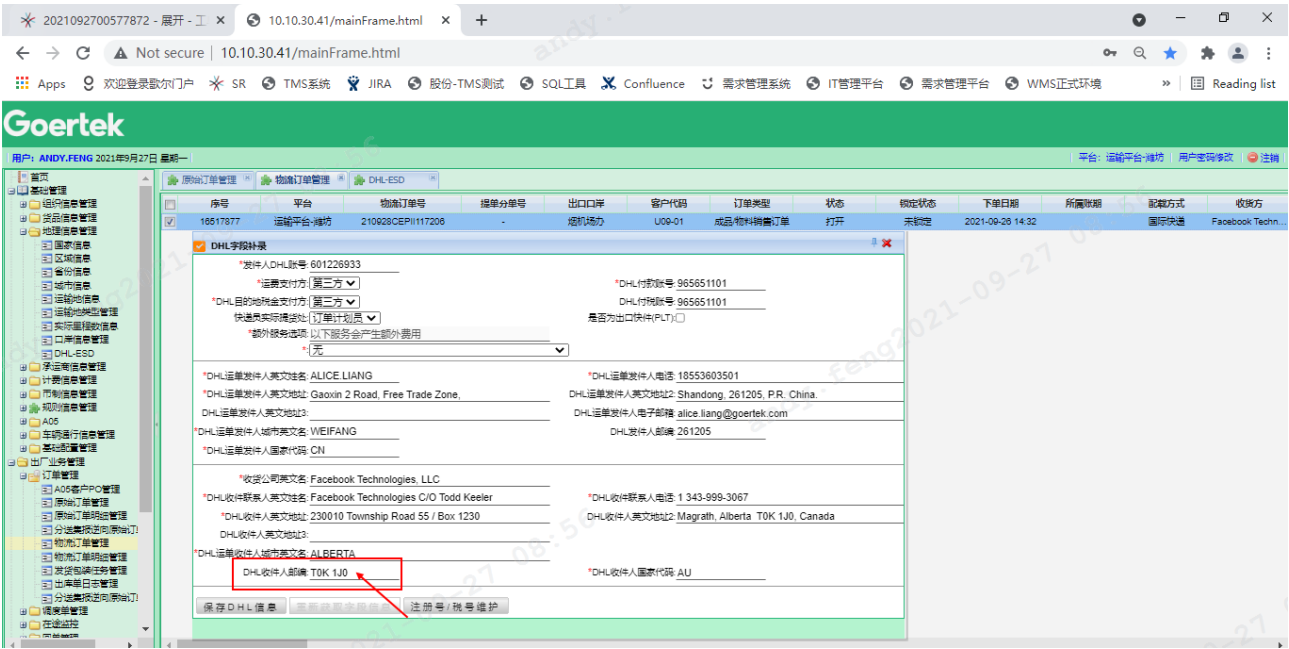 2021092700577872 - 展开 - 工
10.10.30.41/mainFrame.html
Not secure | 10.10.30.41/mainFrame.html
Apps 欢迎登录歌尔门户 SR TMS系统 JIRA 股份-TMS测试 SQL工具 Confluence 需求管理系统 IT管理平台 需求管理平台 WMS正式环境 » Reading list
Goertek
用户: ANDY.FENG 2021年9月27日 星期一
平台: 运输平台-潍坊 用户密码修改 注销
首页
基础管理
组织信息管理
货品信息管理
地理信息管理
国家信息
区域信息
省份信息
城市信息
运输地信息
运输地类型管理
实际里程数信息
口岸信息管理
DHL-ESD
承运商信息管理
计费信息管理
币制信息管理
规则信息管理
A05
车辆通行信息管理
基础配置管理
出厂业务管理
订单管理
A05客户PO管理
原始订单管理
原始订单明细管理
分送集报逆向原始订
物流订单管理
物流订单明细管理
发货包装任务管理
出库单日志管理
分送集报逆向原始订
调度单管理
在途监控
回单管理
原始订单管理 物流订单管理 DHL-ESD
序号 平台 物流订单号 提单分单号 出口口岸 客户代码 订单类型 状态 锁定状态 下单日期 所属账期 配载方式 收货方
16517877 运输平台-潍坊 210928CEPII117206 - 烟机场办 U09-01 成品/物料销售订单 打开 未锁定 2021-09-26 14:32 国际快递 Facebook Techn...
DHL字段补录
*发件人DHL账号: 601226933
*运费支付方: 第三方 *DHL付款账号: 965651101
*DHL目的地税金支付方: 第三方 DHL付税账号: 965651101
快递员实际提货处: 订单计划员 是否为出口快件(PLT):
*额外服务选项: 以下服务会产生额外费用
*: 无
*DHL运单发件人英文姓名: ALICE.LIANG *DHL运单发件人电话: 18553603501
*DHL运单发件人英文地址: Gaoxin 2 Road, Free Trade Zone, DHL运单发件人英文地址2: Shandong, 261205, P.R. China.
DHL运单发件人英文地址3: DHL运单发件人电子邮箱: alice.liang@goertek.com
*DHL运单发件人城市英文名: WEIFANG DHL发件人邮编: 261205
*DHL运单发件人国家代码: CN
*收货公司英文名: Facebook Technologies, LLC
*DHL收件联系人英文姓名: Facebook Technologies C/O Todd Keeler *DHL收件联系人电话: 1 343-999-3067
*DHL收件人英文地址: 230010 Township Road 55 / Box 1230 DHL收件人英文地址2: Magrath, Alberta T0K 1J0, Canada
DHL收件人英文地址3:
*DHL运单收件人城市英文名: ALBERTA
DHL收件人邮编: T0K 1J0 *DHL收件人国家代码: AU
保存DHL信息 重新获取字段信息 注册号/税号维护